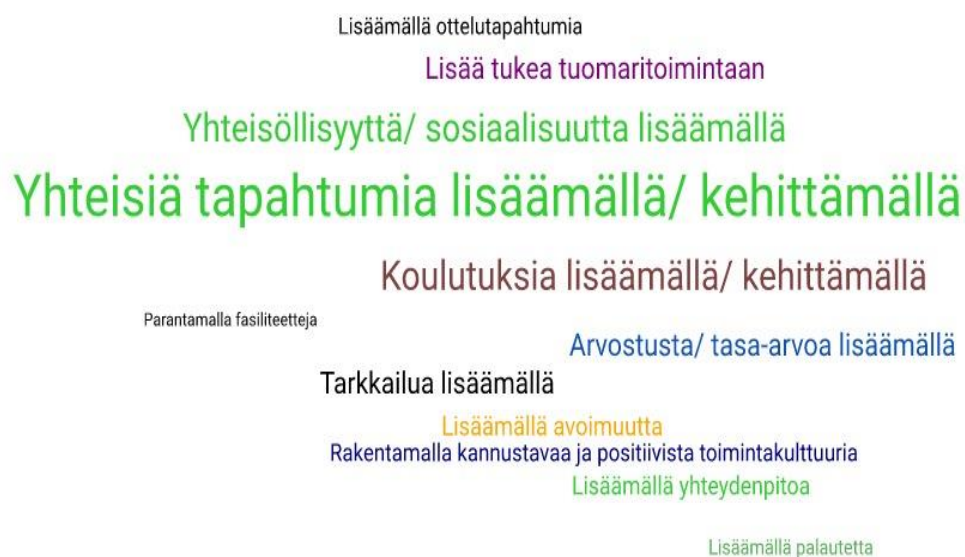 Lisäämällä ottelutapahtumia
Lisää tukea tuomaritoimintaan
Yhteisöllisyyttä/ sosiaalisuutta lisäämällä
Yhteisiä tapahtumia lisäämällä/ kehittämällä
Koulutuksia lisäämällä/ kehittämällä
Parantamalla fasiliteetteja
Arvostusta/ tasa-arvoa lisäämällä
Tarkkailua lisäämällä
Lisäämällä avoimuutta
Rakentamalla kannustavaa ja positiivista toimintakulttuuria
Lisäämällä yhteydenpitoa
Lisäämällä palautetta